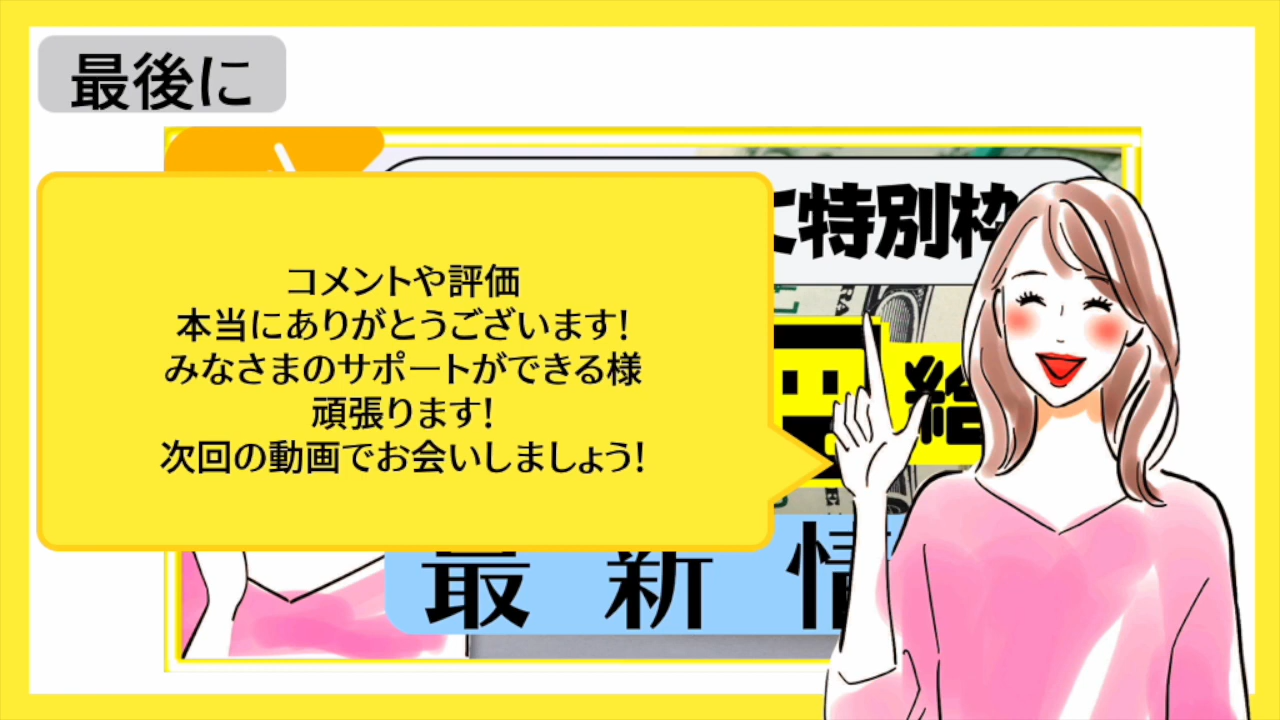 最後に
に特別枠
コメントや評価
本当にありがとうございます!
みなさまのサポートができる様
頑張ります!
次回の動画でお会いしましょう!
給
最新情